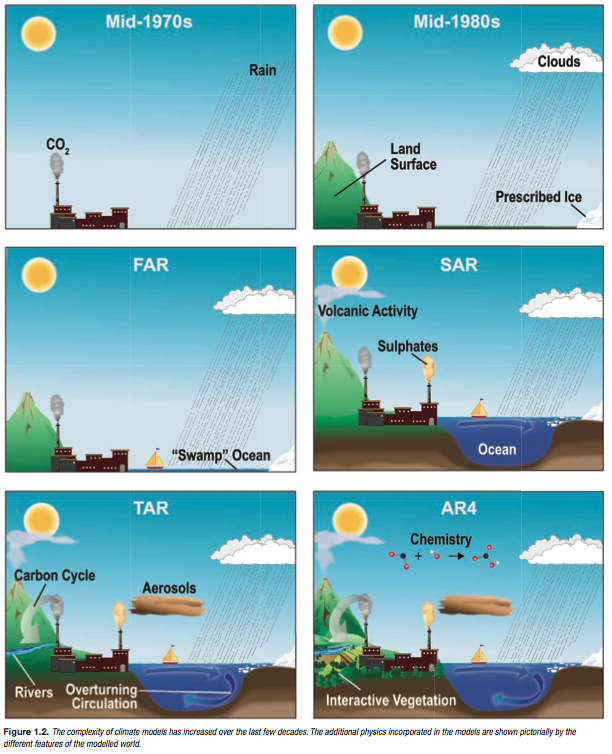 Mid-1970s
Rain
CO2
Mid-1980s
Clouds
Land
Surface
Prescribed Ice
FAR
"Swamp" Ocean
SAR
Volcanic Activity
Sulphates
Ocean
TAR
Carbon Cycle
Aerosols
Rivers
Overturning
Circulation
AR4
Chemistry
+
Interactive Vegetation
Figure 1.2. The complexity of climate models has increased over the last few decades. The additional physics incorporated in the models are shown pictorially by the
different features of the modelled world.